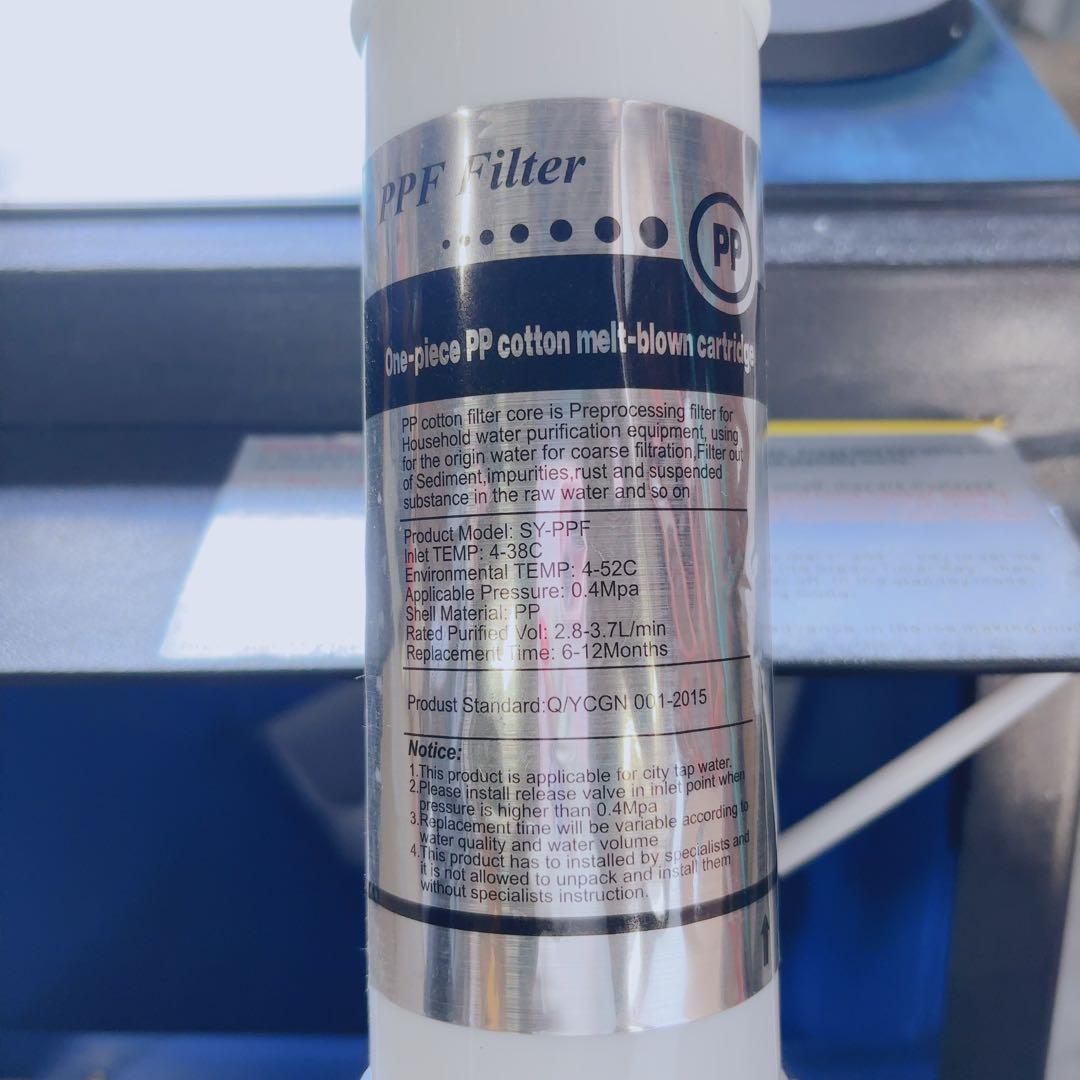 PPF Filter
PP
One-piece PP cotton melt-blown cartridge
PP cotton filter core is Preprocessing filter for
Household water purification equipment, using
for the origin water for coarse filtration,Filter out
of Sediment,impurities,rust and suspended
substance in the raw water and so on
Product Model: SY-PPF
Inlet TEMP: 4-38C
Environmental TEMP: 4-52C
Applicable Pressure: 0.4Mpa
Shell Material: PP
Rated Purified Vol: 2.8-3.7L/min
Replacement Time: 6-12Months
Produst Standard:Q/YCGN 001-2015
Notice:
1.This product is applicable for city tap water.
2.Please install release valve in inlet point when
pressure is higher than 0.4Mpa
3.Replacement time will be variable according to
water quality and water volume
4.This product has to installed by specialists and
it is not allowed to unpack and install them
without specialists instruction.